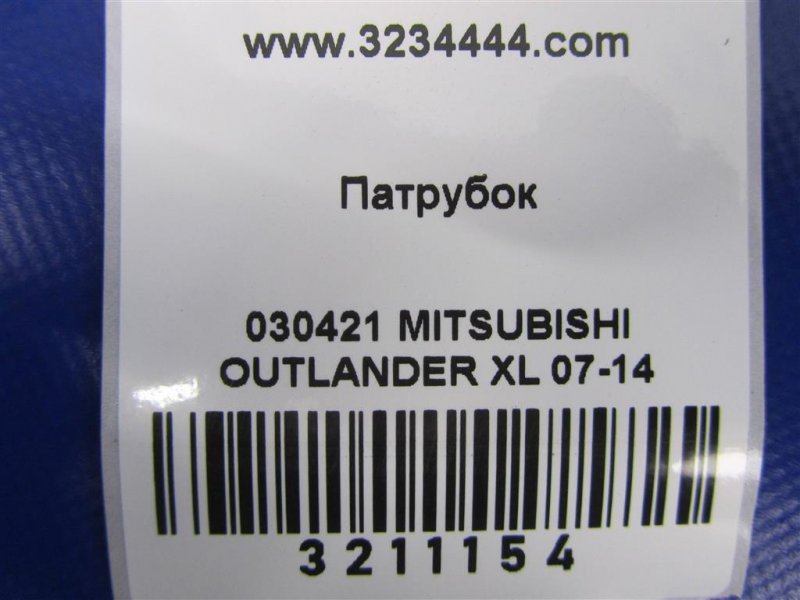 www.3234444.com
Патрубок
030421 MITSUBISHI
OUTLANDER XL 07-14
3211154